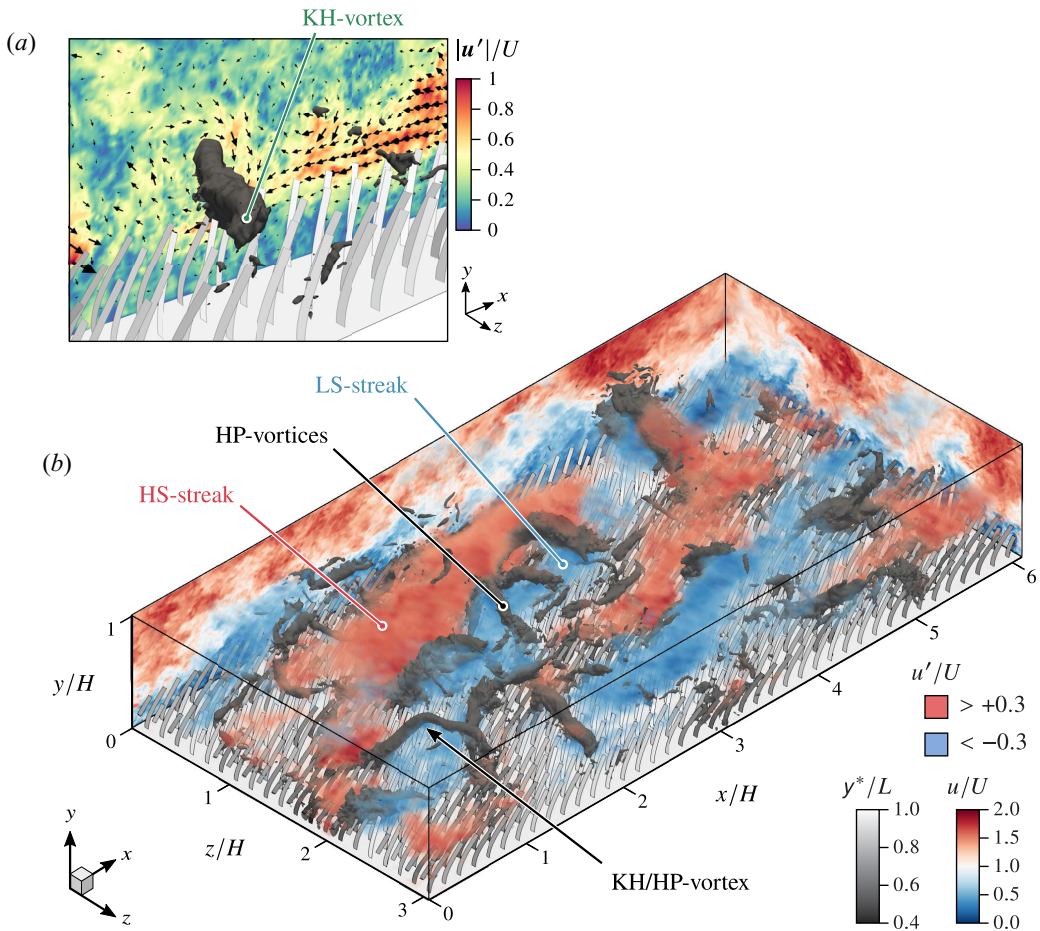 KH-vortex
(a)
|u′|/U
1
0.8
0.6
0.4
0.2
0
y
x
z
LS-streak
HP-vortices
(b)
HS-streak
1
y/H
0
1
z/H
2
3
0
1
2
x/H
3
4
5
6
u′/U
> +0.3
< −0.3
y*/L
1.0
0.8
0.6
0.4
u/U
2.0
1.5
1.0
0.5
0.0
KH/HP-vortex
y
x
z